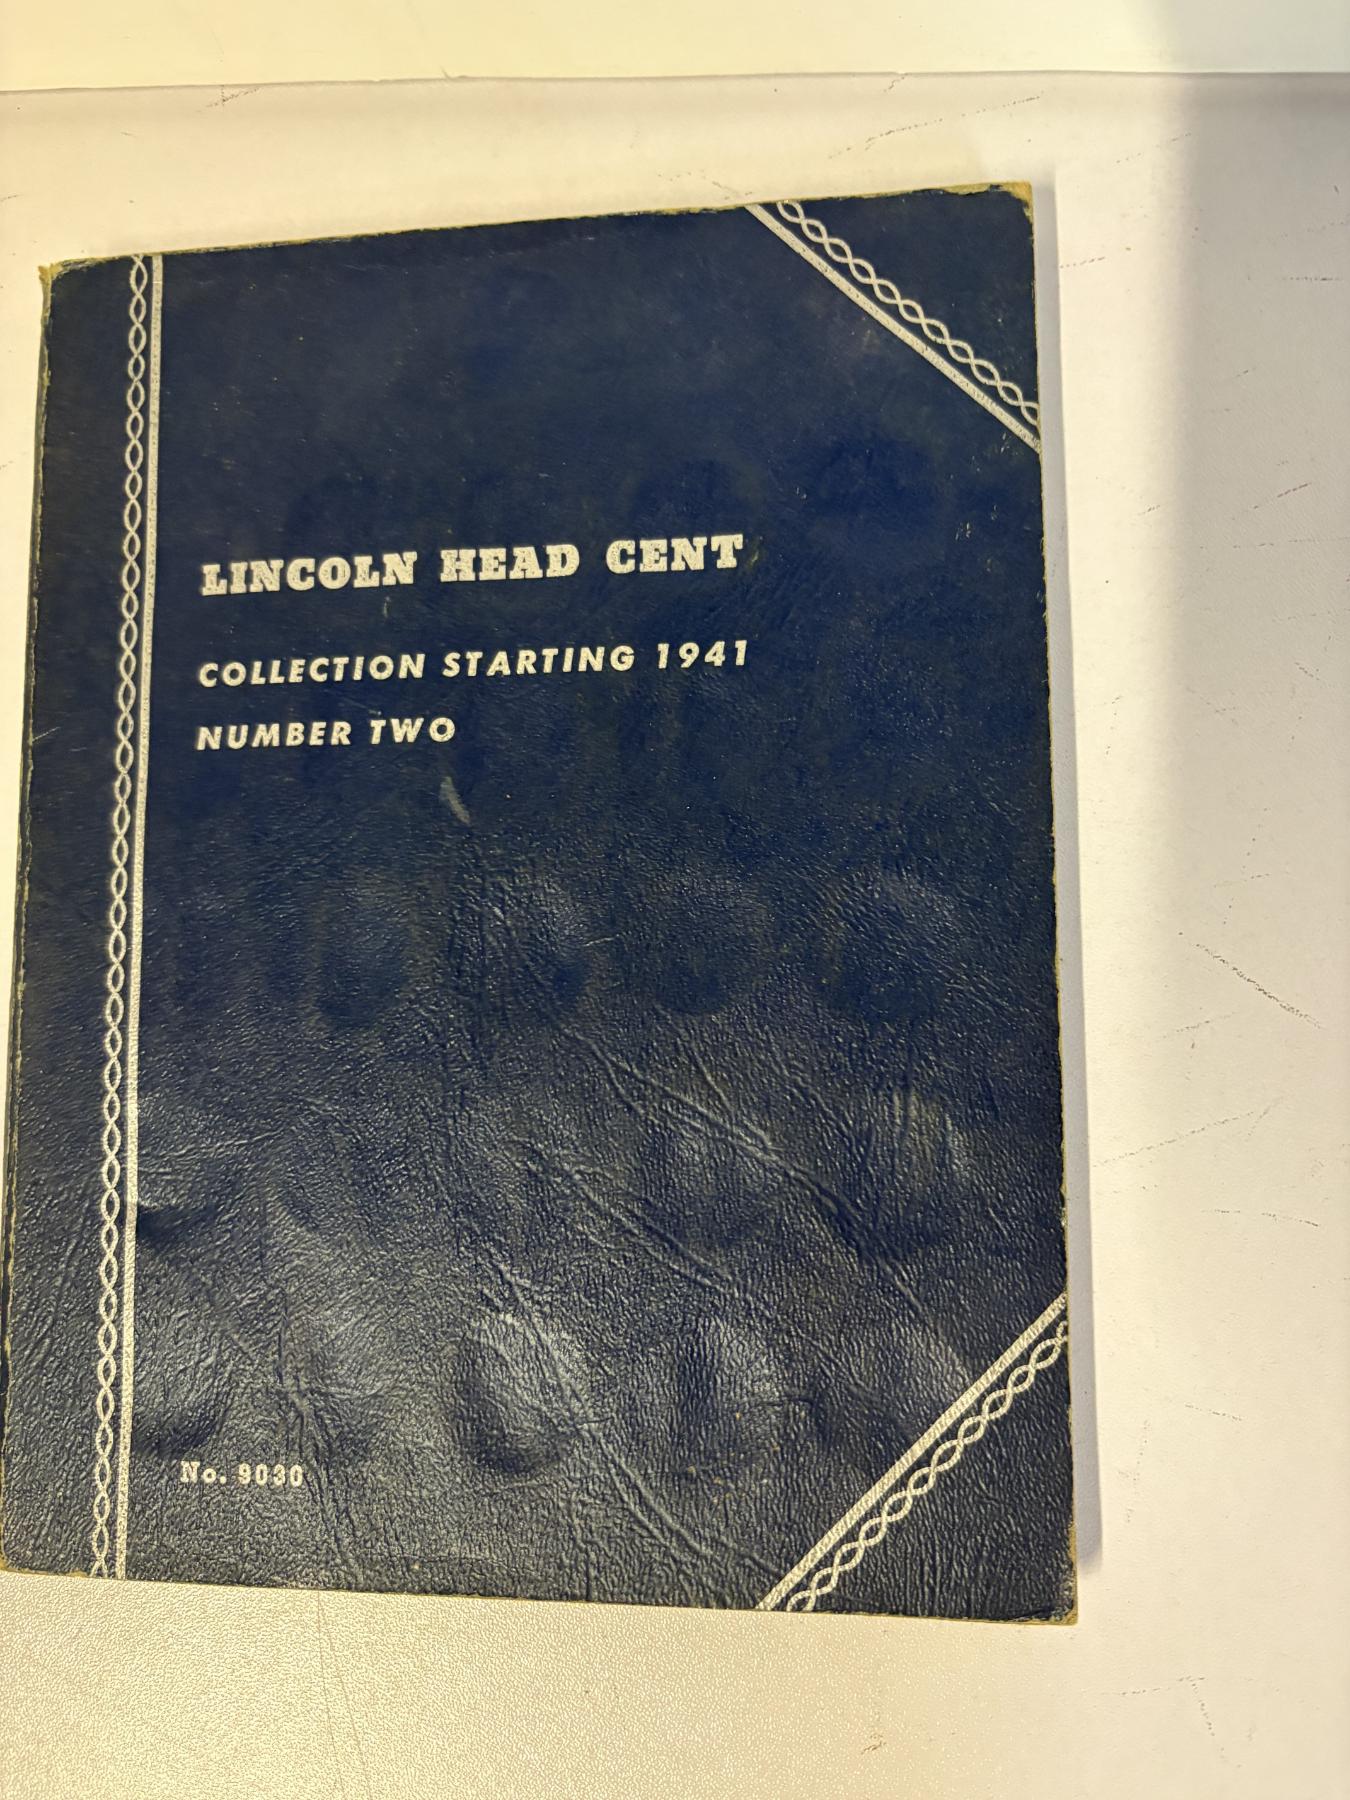 LINCOLN HEAD CENT
COLLECTION STARTING 1941
NUMBER TWO
No. 9030